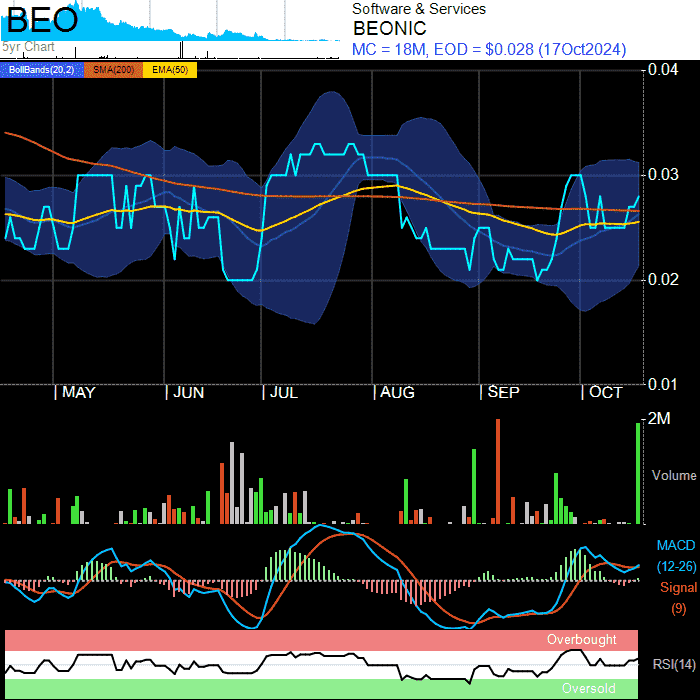 BEO
Software & Services
BEONIC
5yr Chart
MC = 18M, EOD = $0.028 (17Oct2024)
BollBands(20,2) SMA(200) EMA(50)
0.04
0.03
0.02
0.01
MAY JUN JUL AUG SEP OCT
2M
Volume
MACD
(12-26)
Signal
(9)
Overbought
RSI(14)
Oversold